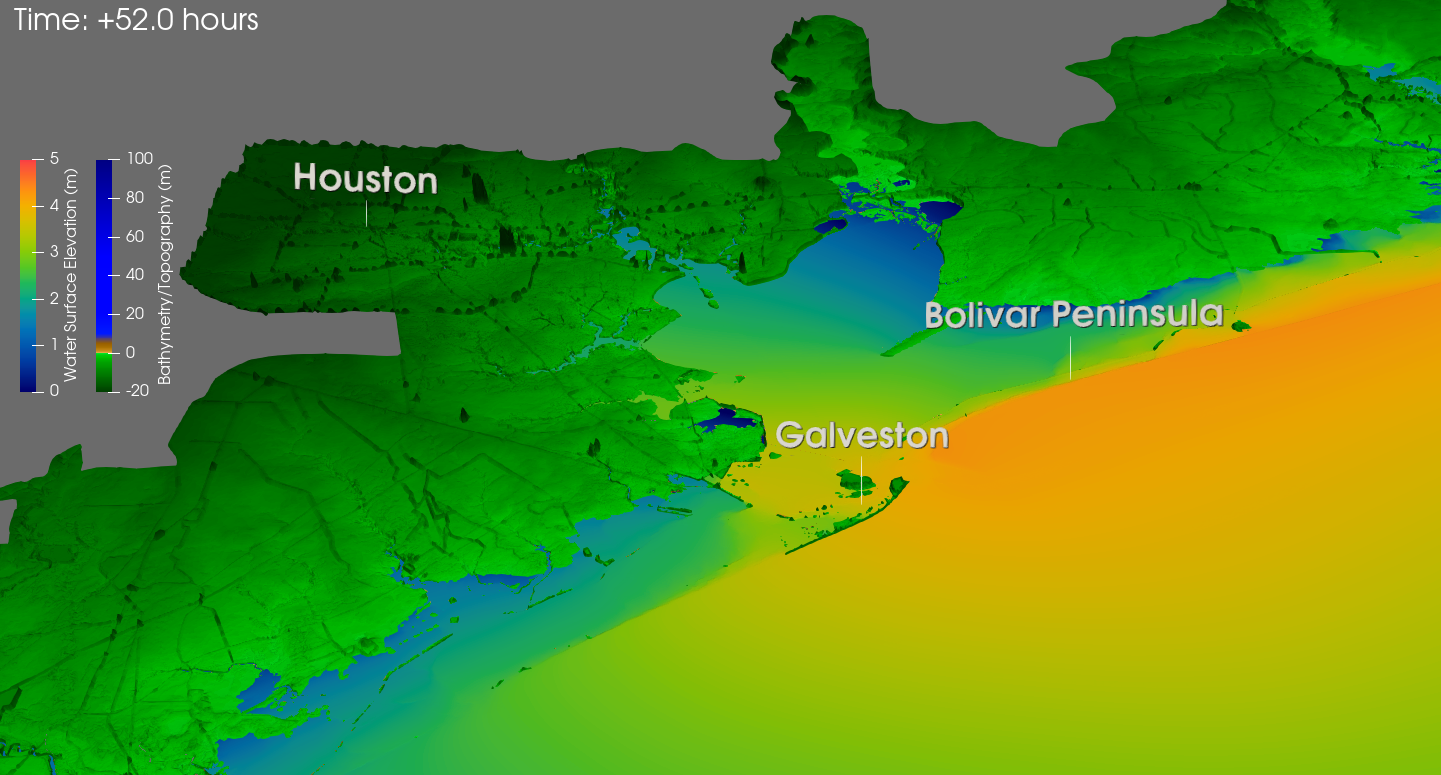 Time: +52.0 hours
Houston
5
4
3
2
1
0
Water Surface Elevation (m)
100
80
60
40
20
0
-20
Bathymetry/Topography (m)
Bolivar Peninsula
Galveston